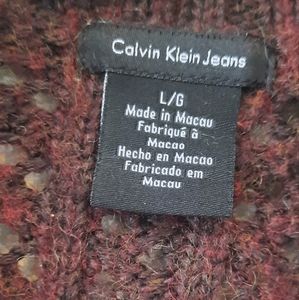 Calvin Klein Jeans
L/G
Made in Macau
Fabriqué à
Macao
Hecho en Macao
Fabricado em
Macau